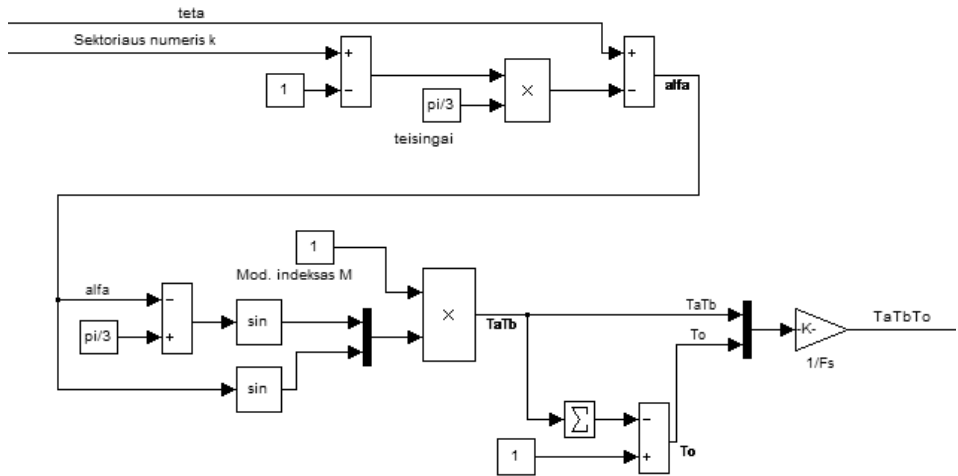 teta
Sektoriaus numeris k
+
-
1
pi/3
×
+
-
alfa
teisingai
1
Mod. indeksas M
alfa
-
pi/3
+
sin
sin
×
TaTb
TaTb
To
-K-
1/Fs
TaTbTo
Σ
-
1
+
To